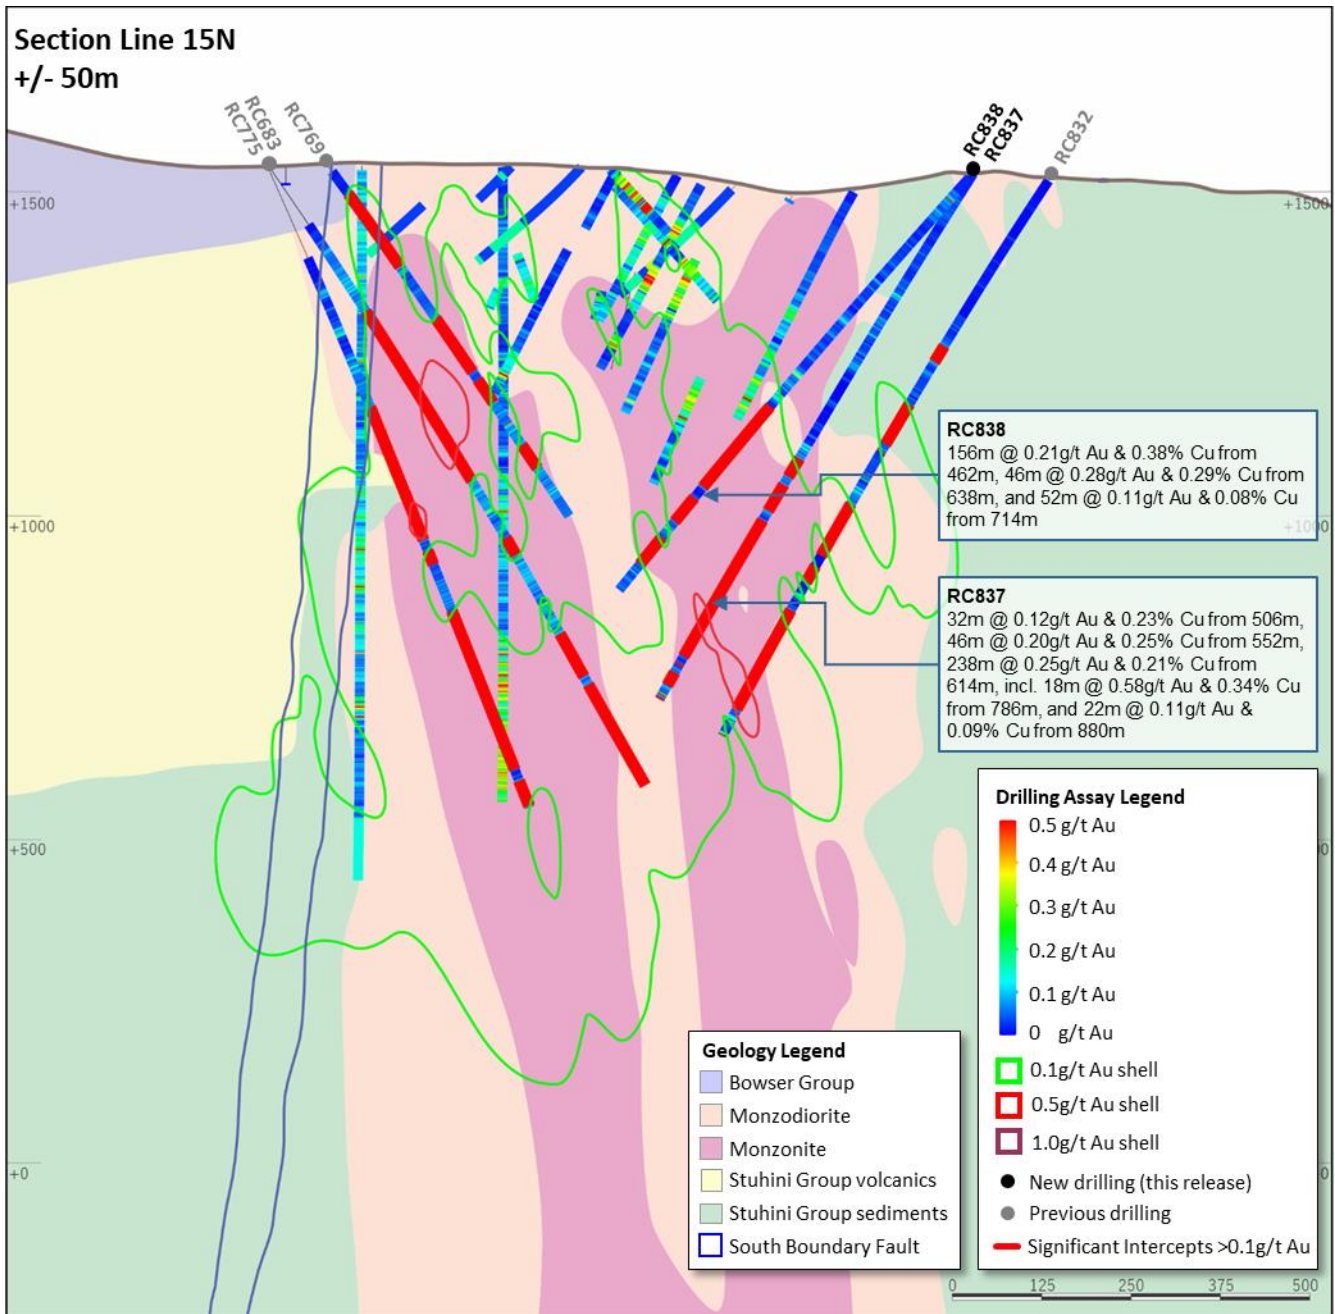 Section Line 15N
+/- 50m
RC775
RC683
RC769
RC838
RC837
RC832
+1500
+1500
RC838
156m @ 0.21g/t Au & 0.38% Cu from
462m, 46m @ 0.28g/t Au & 0.29% Cu from
638m, and 52m @ 0.11g/t Au & 0.08% Cu
from 714m
+1000
+1000
RC837
32m @ 0.12g/t Au & 0.23% Cu from 506m,
46m @ 0.20g/t Au & 0.25% Cu from 552m,
238m @ 0.25g/t Au & 0.21% Cu from
614m, incl. 18m @ 0.58g/t Au & 0.34% Cu
from 786m, and 22m @ 0.11g/t Au &
0.09% Cu from 880m
+500
Drilling Assay Legend
0.5 g/t Au
0.4 g/t Au
0.3 g/t Au
0.2 g/t Au
0.1 g/t Au
0 g/t Au
0.1g/t Au shell
0.5g/t Au shell
1.0g/t Au shell
New drilling (this release)
Previous drilling
Significant Intercepts >0.1g/t Au
+0
Geology Legend
Bowser Group
Monzodiorite
Monzonite
Stuhini Group volcanics
Stuhini Group sediments
South Boundary Fault
0 125 250 375 500